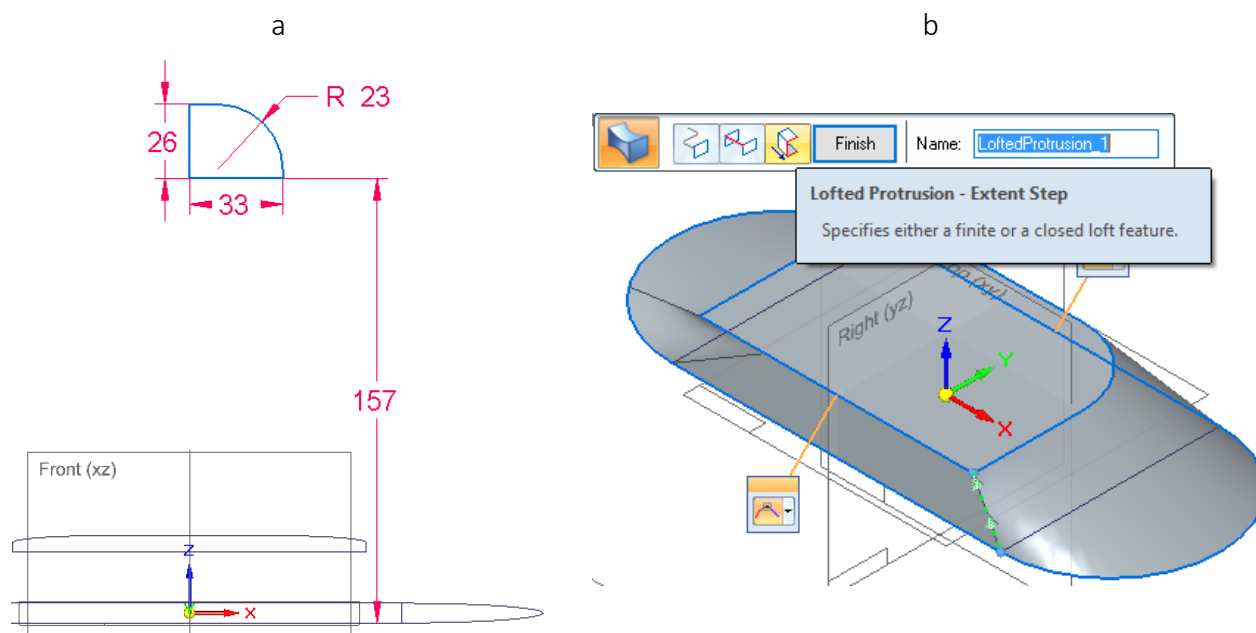 a
b
R 23
26
33
157
Front (xz)
Z
X
Finish
Name:
LoftedProtrusion_1
Lofted Protrusion - Extent Step
Specifies either a finite or a closed loft feature.
(xy)
Right (yz)
Z
Y
X